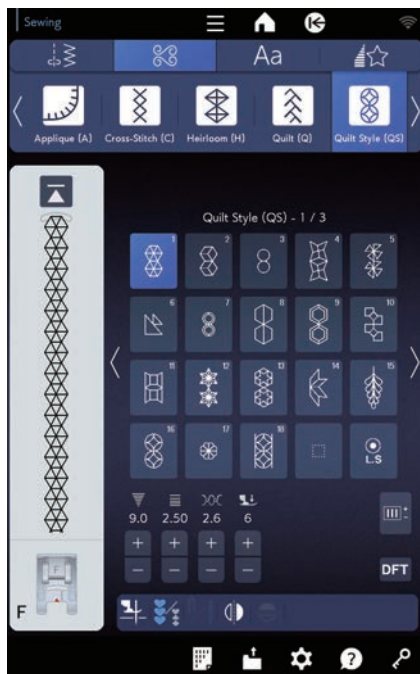 Sewing
Aa
Applique (A) Cross-Stitch (C) Heirloom (H) Quilt (Q) Quilt Style (QS)
Quilt Style (QS) - 1 / 3
1 2 3 4 5
6 7 8 9 10
11 12 13 14 15
16 17 18 L.S
9.0 2.50 2.6 6
+ + + +
− − − −
DFT
F F
?